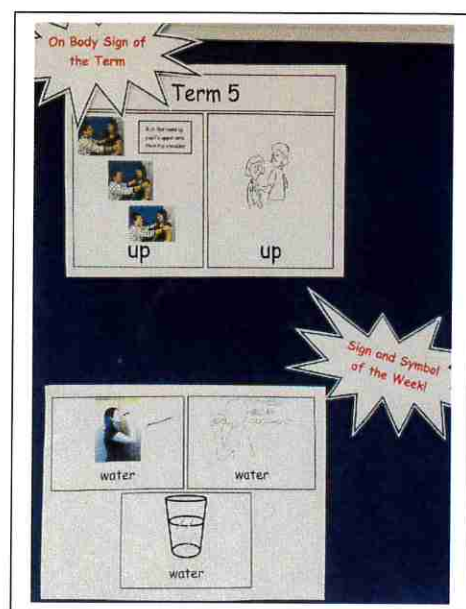 On Body Sign of
the Term
Term 5
up
up
Sign and Symbol
of the Week!
water
water
water